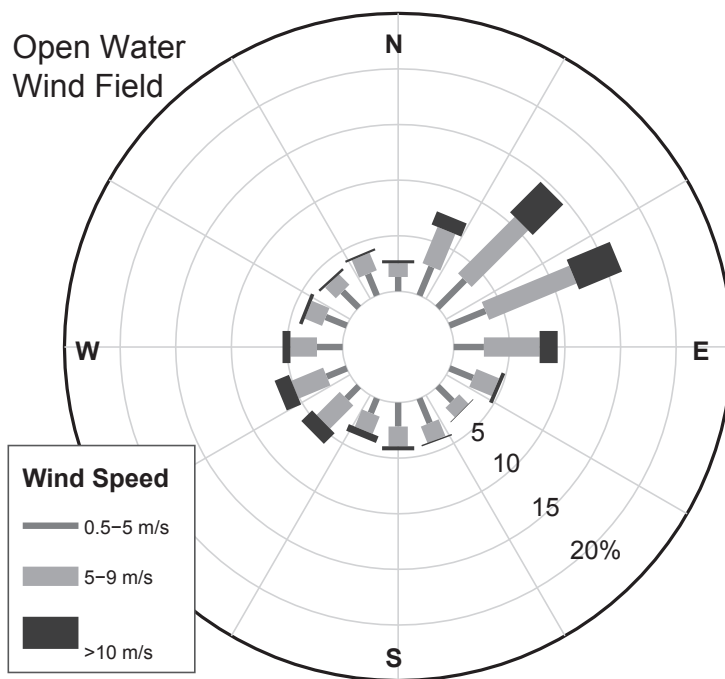 Open Water
Wind Field
N
W
E
5
10
15
20%
S
Wind Speed
0.5−5 m/s
5−9 m/s
>10 m/s